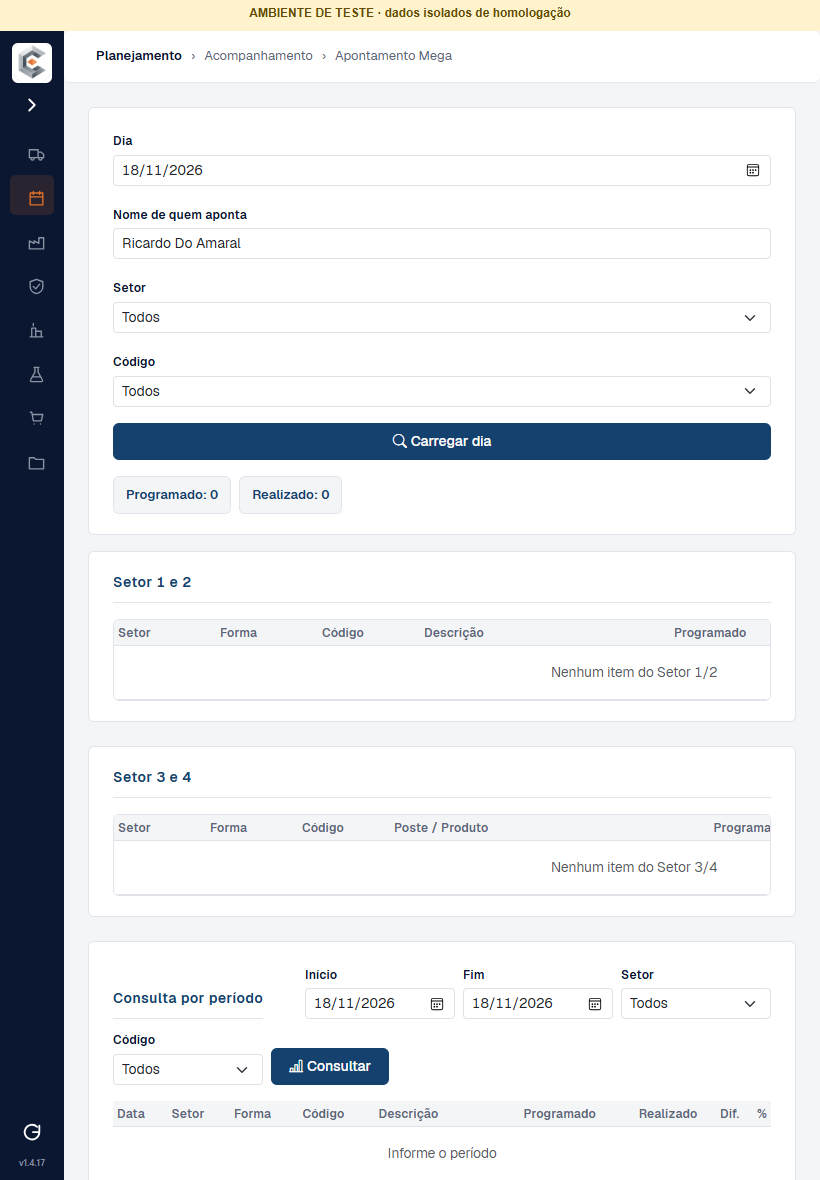 AMBIENTE DE TESTE · dados isolados de homologação
Planejamento › Acompanhamento › Apontamento Mega
Dia
18/11/2026
Nome de quem aponta
Ricardo Do Amaral
Setor
Todos
Código
Todos
Carregar dia
Programado: 0 Realizado: 0
Setor 1 e 2
Setor Forma Código Descrição Programado
Nenhum item do Setor 1/2
Setor 3 e 4
Setor Forma Código Poste / Produto Programa
Nenhum item do Setor 3/4
Consulta por período
Início Fim Setor
18/11/2026 18/11/2026 Todos
Código
Todos Consultar
Data Setor Forma Código Descrição Programado Realizado Dif. %
Informe o período
v1.4.17